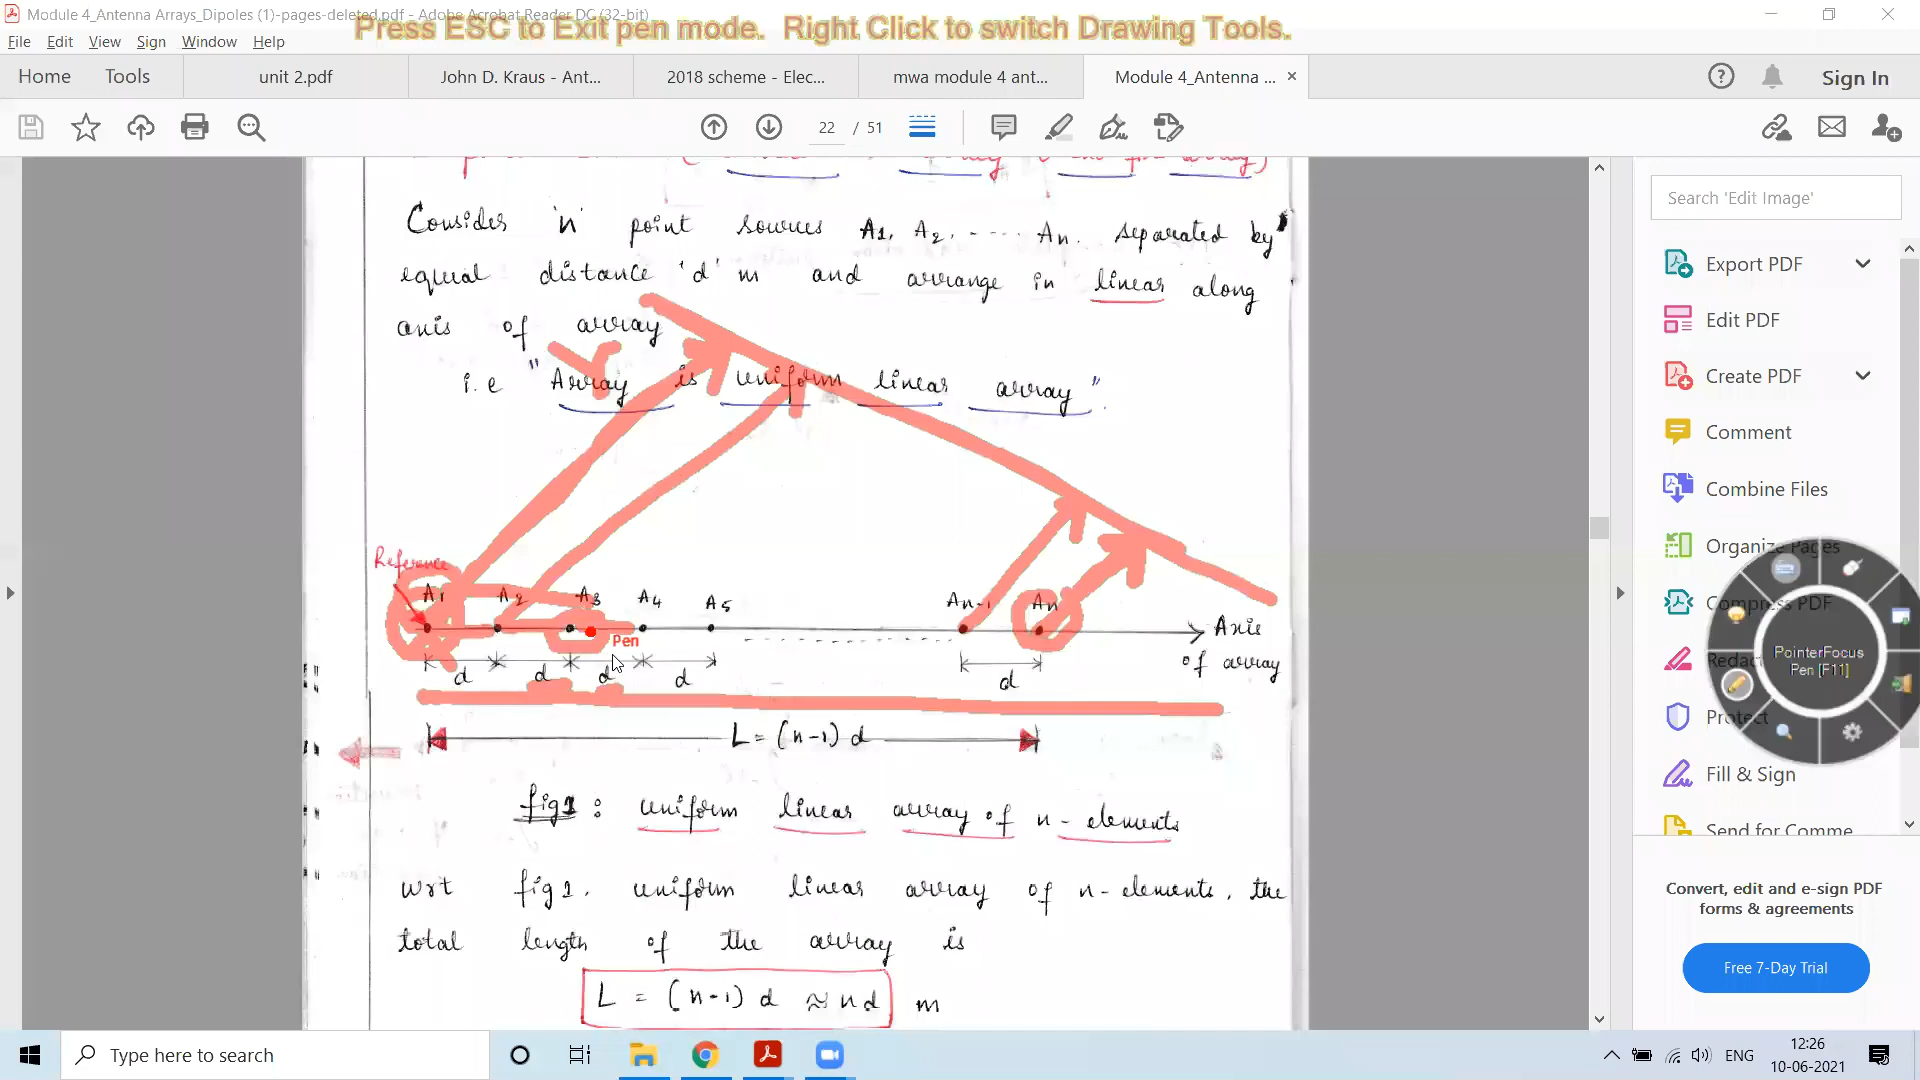 Module 4_Antenna Arrays_Dipoles (1)-pages-deleted.pdf - Adobe Acrobat Reader DC (32-bit)
Press ESC to Exit pen mode. Right Click to switch Drawing Tools.
File Edit View Sign Window Help
Home Tools unit 2.pdf John D. Kraus - Ant... 2018 scheme - Elec... mwa module 4 ant... Module 4_Antenna ... × Sign In
22 / 51
array)
Consider 'n' point sources A1, A2, ---- An. separated by
equal distance 'd' m and arrange in linear along
axis of array
i.e "Array is uniform linear array".
Reference
A1 A2 A3 A4 A5 An-1 An
Pen
Axis
of array
d d d d d
L = (n-1) d
fig1 : uniform linear array of n - elements
wrt fig1. uniform linear array of n- elements, the
total length of the array is
L = (n-1) d ≈ nd m
Search 'Edit Image'
Export PDF
Edit PDF
Create PDF
Comment
Combine Files
Organize Pages
Compress PDF
Redact
Protect
Fill & Sign
Send for Comme
PointerFocus
Pen [F11]
Convert, edit and e-sign PDF
forms & agreements
Free 7-Day Trial
Type here to search
ENG
12:26
10-06-2021